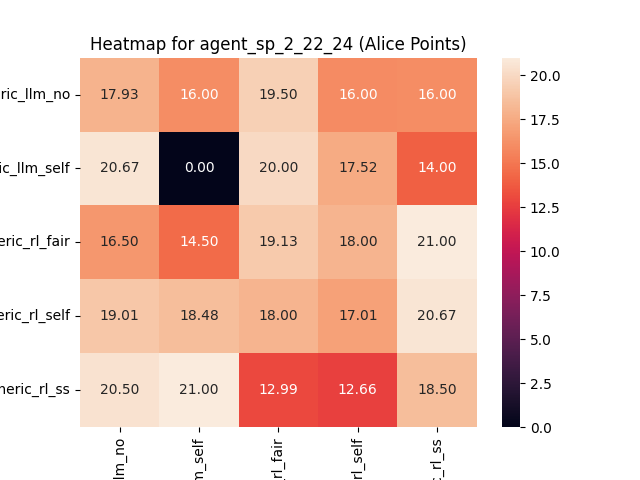 Heatmap for agent_sp_2_22_24 (Alice Points)
ric_llm_no 17.93 16.00 19.50 16.00 16.00
ic_llm_self 20.67 0.00 20.00 17.52 14.00
eric_rl_fair 16.50 14.50 19.13 18.00 21.00
eric_rl_self 19.01 18.48 18.00 17.01 20.67
neric_rl_ss 20.50 21.00 12.99 12.66 18.50
lm_no m_self _rl_fair rl_self c_rl_ss
20.0
17.5
15.0
12.5
10.0
7.5
5.0
2.5
0.0